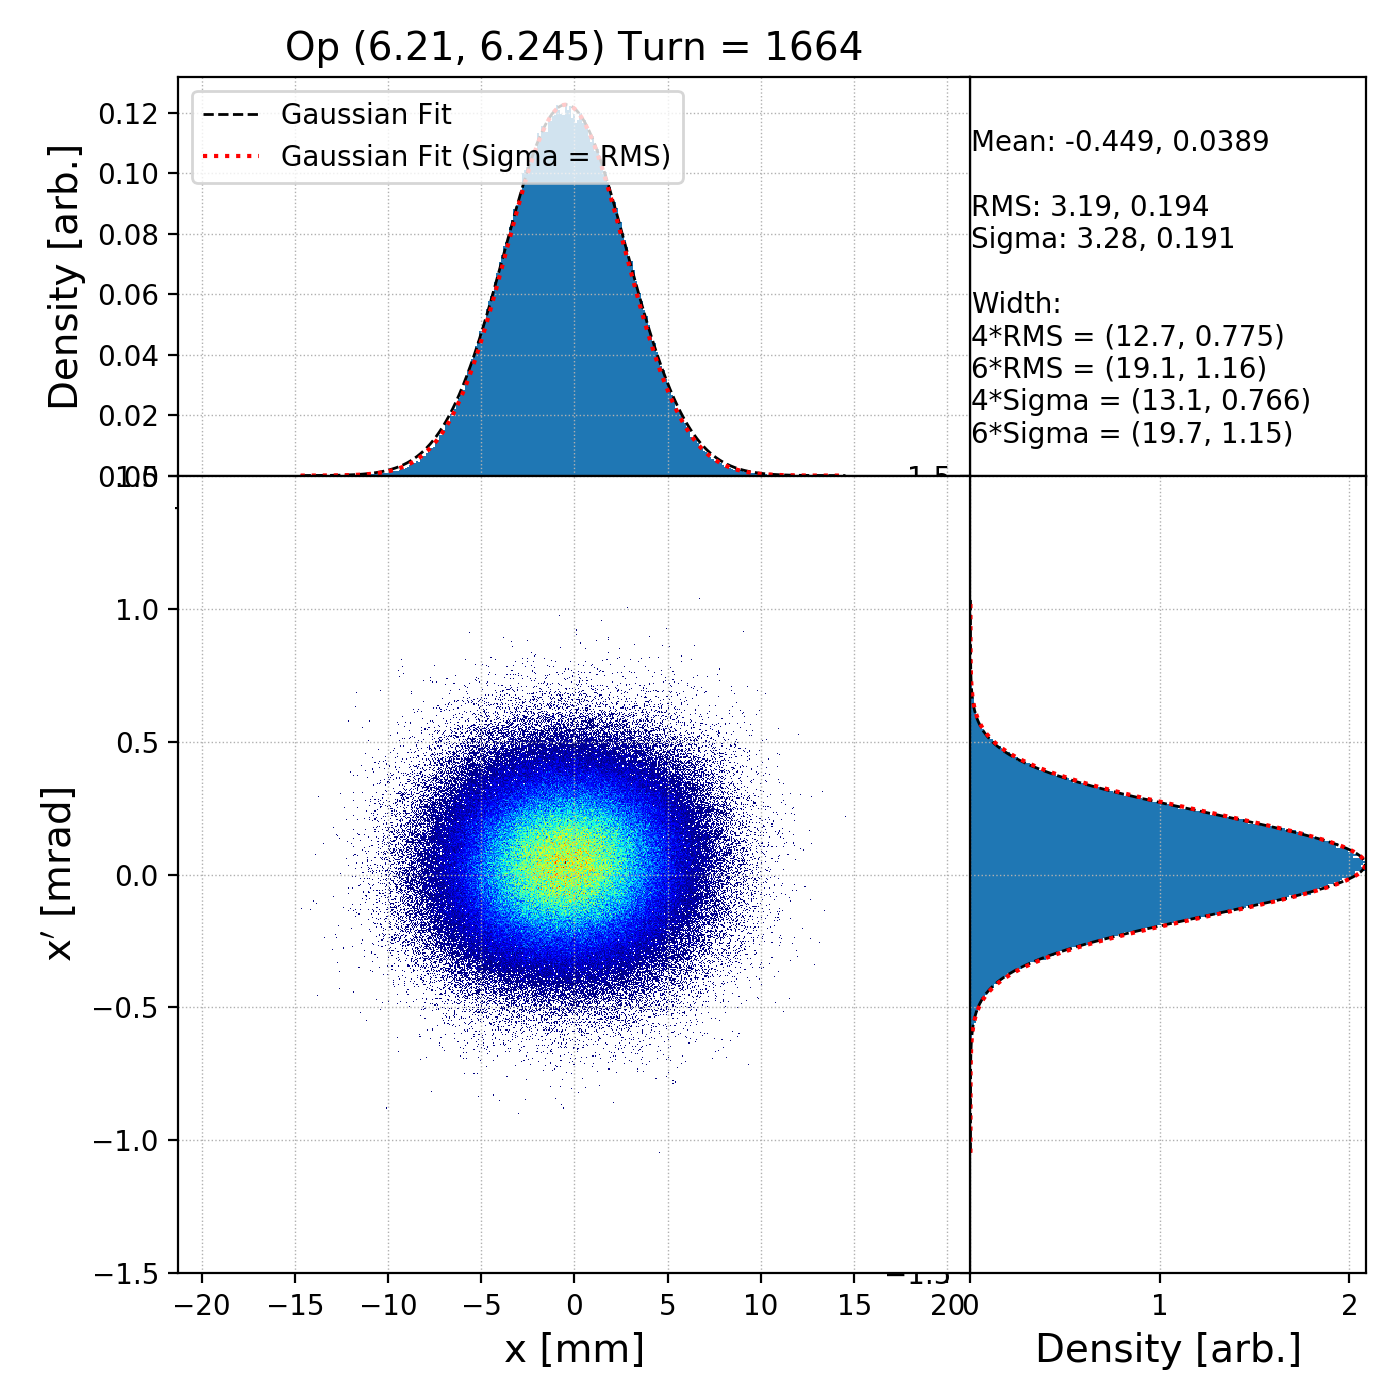 Op (6.21, 6.245) Turn = 1664
Gaussian Fit
Gaussian Fit (Sigma = RMS)
Density [arb.]
0.12
0.10
0.08
0.06
0.04
0.02
1.5
Mean: -0.449, 0.0389
RMS: 3.19, 0.194
Sigma: 3.28, 0.191
Width:
4*RMS = (12.7, 0.775)
6*RMS = (19.1, 1.16)
4*Sigma = (13.1, 0.766)
6*Sigma = (19.7, 1.15)
x′ [mrad]
1.0
0.5
0.0
−0.5
−1.0
−1.5
−1.5
−20 −15 −10 −5 0 5 10 15 20
x [mm]
0 1 2
Density [arb.]